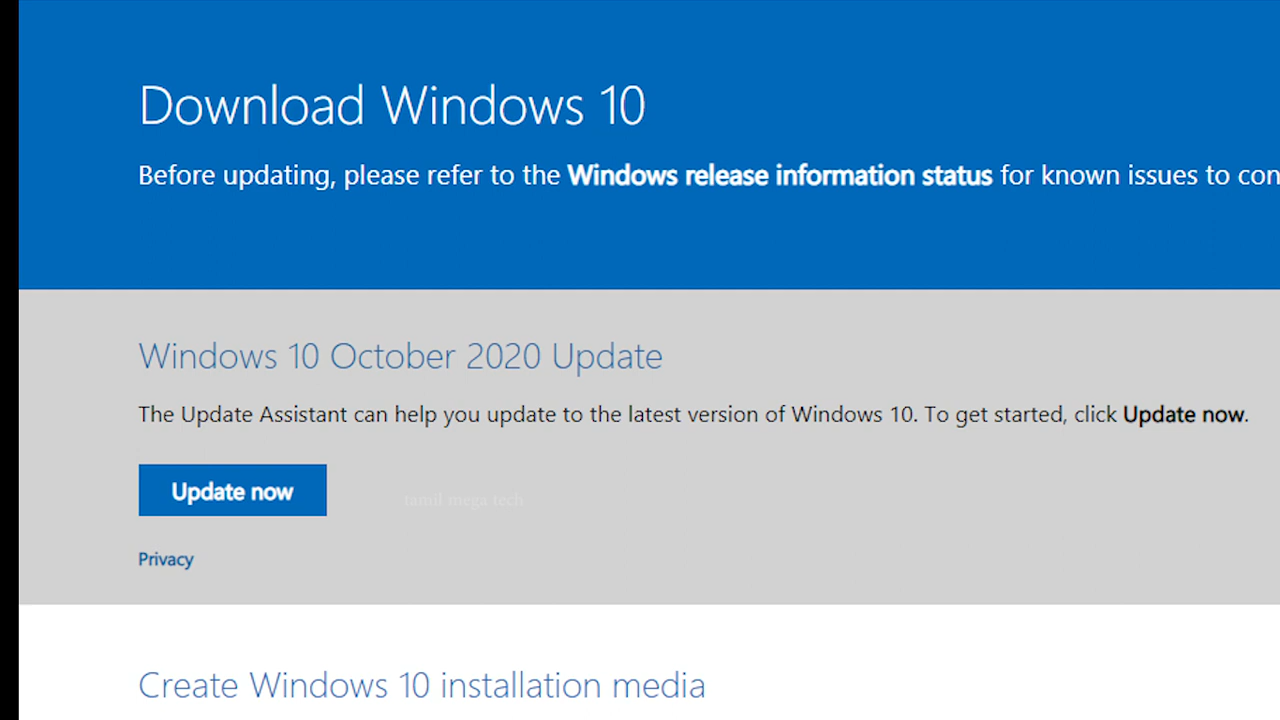 Download Windows 10
Before updating, please refer to the Windows release information status for known issues to con
Windows 10 October 2020 Update
The Update Assistant can help you update to the latest version of Windows 10. To get started, click Update now.
Update now
tamil mega tech
Privacy
Create Windows 10 installation media